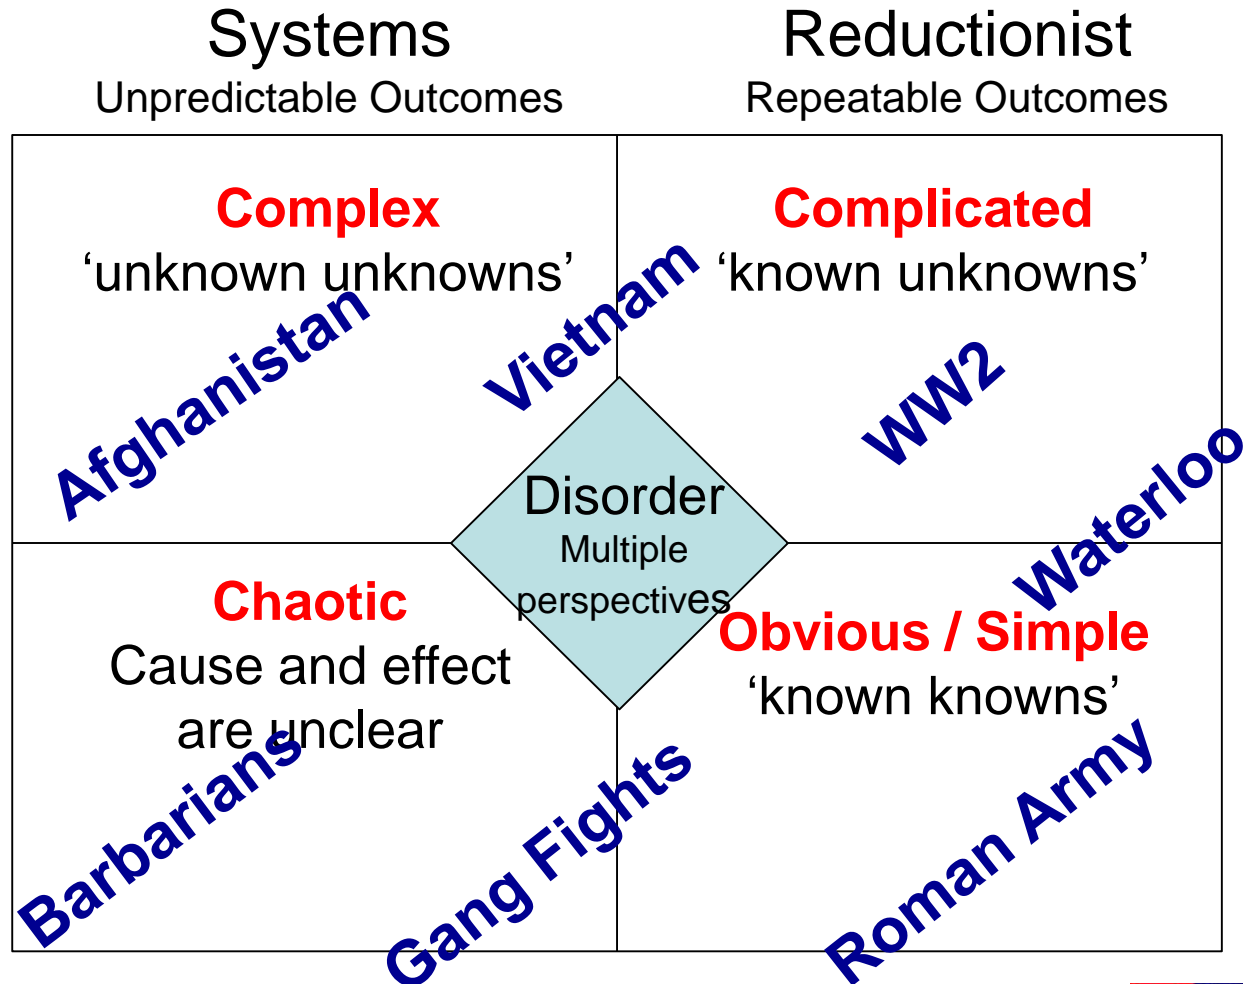 Systems
Unpredictable Outcomes
Reductionist
Repeatable Outcomes
Complex
‘unknown unknowns’
Complicated
‘known unknowns’
Afghanistan
Vietnam
WW2
Waterloo
Disorder
Multiple
perspectives
Chaotic
Cause and effect
are unclear
Obvious / Simple
‘known knowns’
Barbarians
Gang Fights
Roman Army